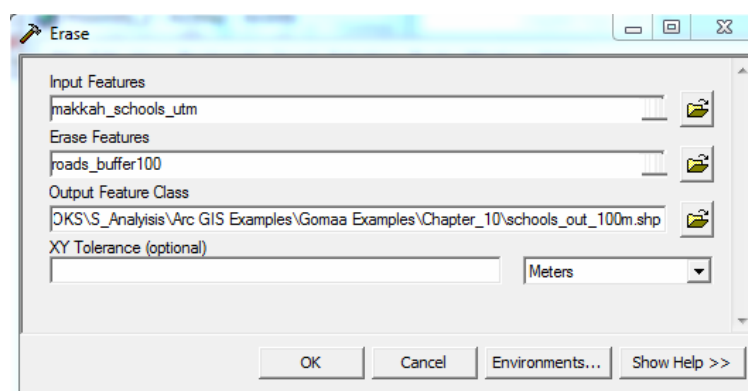 Erase
Input Features
makkah_schools_utm
Erase Features
roads_buffer100
Output Feature Class
OKS\S_Analyisis\Arc GIS Examples\Gomaa Examples\Chapter_10\schools_out_100m.shp
XY Tolerance (optional)
Meters
OK Cancel Environments... Show Help >>